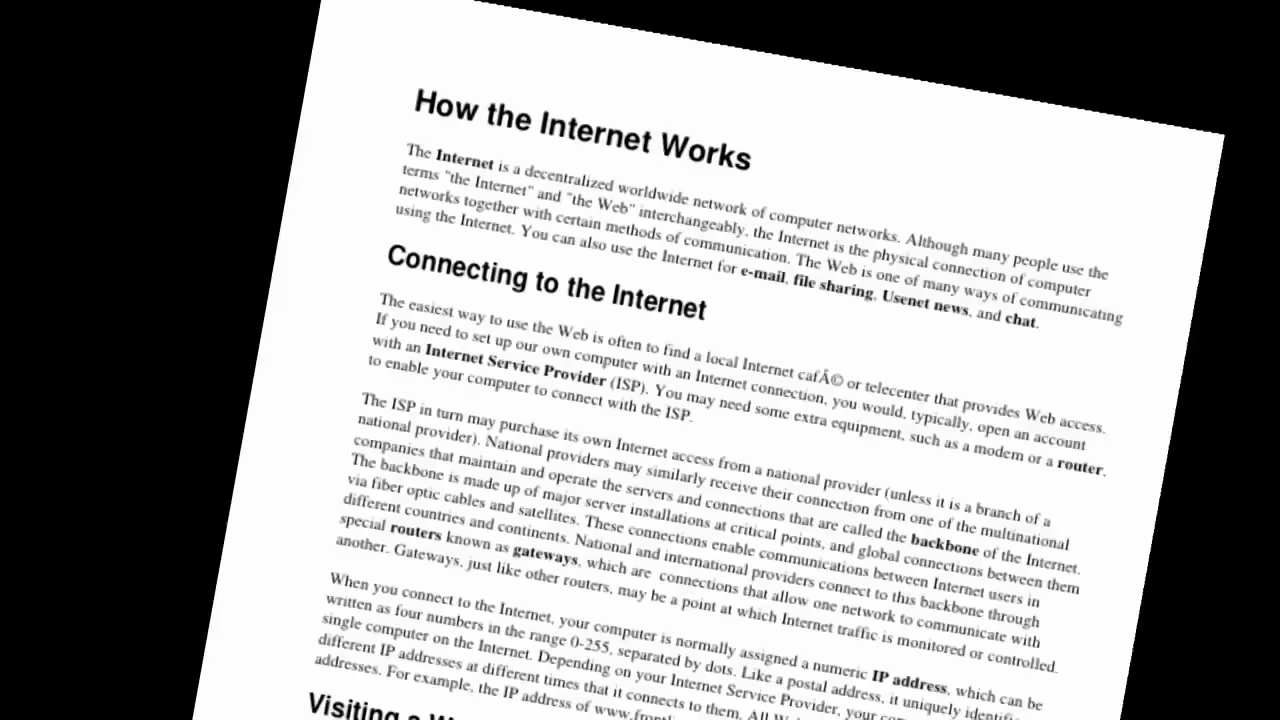 How the Internet Works
The Internet is a decentralized worldwide network of computer networks. Although many people use the
terms "the Internet" and "the Web" interchangeably, the Internet is the physical connection of computer
networks together with certain methods of communication. The Web is one of many ways of communicating
using the Internet. You can also use the Internet for e-mail, file sharing, Usenet news, and chat.
Connecting to the Internet
The easiest way to use the Web is often to find a local Internet cafÃ© or telecenter that provides Web access.
If you need to set up our own computer with an Internet connection, you would, typically, open an account
with an Internet Service Provider (ISP). You may need some extra equipment, such as a modem or a router,
to enable your computer to connect with the ISP.
The ISP in turn may purchase its own Internet access from a national provider (unless it is a branch of a
national provider). National providers may similarly receive their connection from one of the multinational
companies that maintain and operate the servers and connections that are called the backbone of the Internet.
The backbone is made up of major server installations at critical points, and global connections between them
via fiber optic cables and satellites. These connections enable communications between Internet users in
different countries and continents. National and international providers connect to this backbone through
special routers known as gateways, which are connections that allow one network to communicate with
another. Gateways, just like other routers, may be a point at which Internet traffic is monitored or controlled.
When you connect to the Internet, your computer is normally assigned a numeric IP address, which can be
written as four numbers in the range 0-255, separated by dots. Like a postal address, it uniquely
single computer on the Internet. Depending on your Internet Service Provider, your
different IP addresses at different times that it connects to them. All
addresses. For example, the IP address of
Visiting a